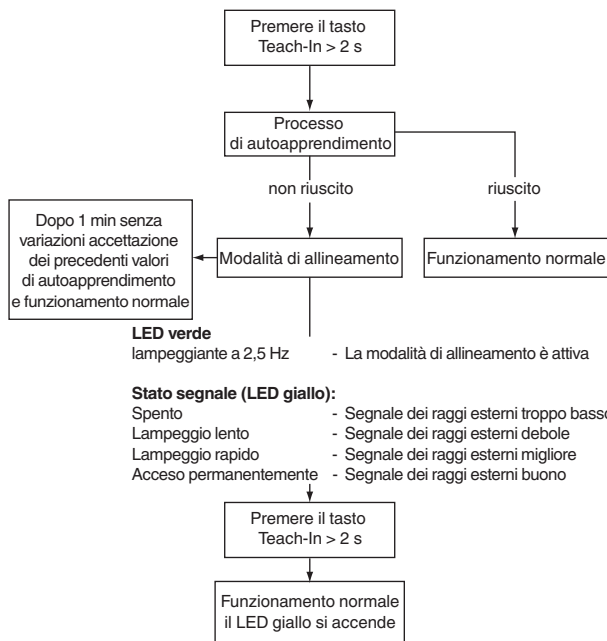 Premere il tasto
Teach-In > 2 s
Processo
di autoapprendimento
non riuscito
riuscito
Dopo 1 min senza
variazioni accettazione
dei precedenti valori
di autoapprendimento
e funzionamento normale
Modalità di allineamento
Funzionamento normale
LED verde
lampeggiante a 2,5 Hz - La modalità di allineamento è attiva
Stato segnale (LED giallo):
Spento - Segnale dei raggi esterni troppo basso
Lampeggio lento - Segnale dei raggi esterni debole
Lampeggio rapido - Segnale dei raggi esterni migliore
Acceso permanentemente - Segnale dei raggi esterni buono
Premere il tasto
Teach-In > 2 s
Funzionamento normale
il LED giallo si accende